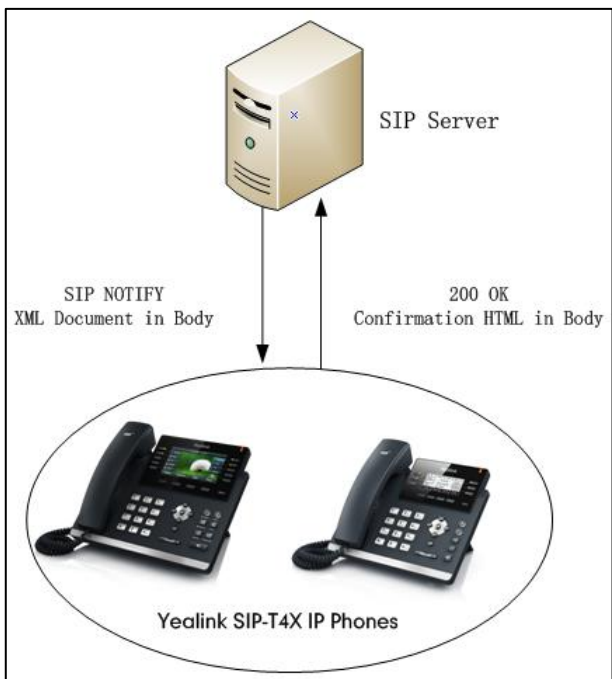 SIP Server
SIP NOTIFY
XML Document in Body
200 OK
Confirmation HTML in Body
Yealink SIP-T4X IP Phones